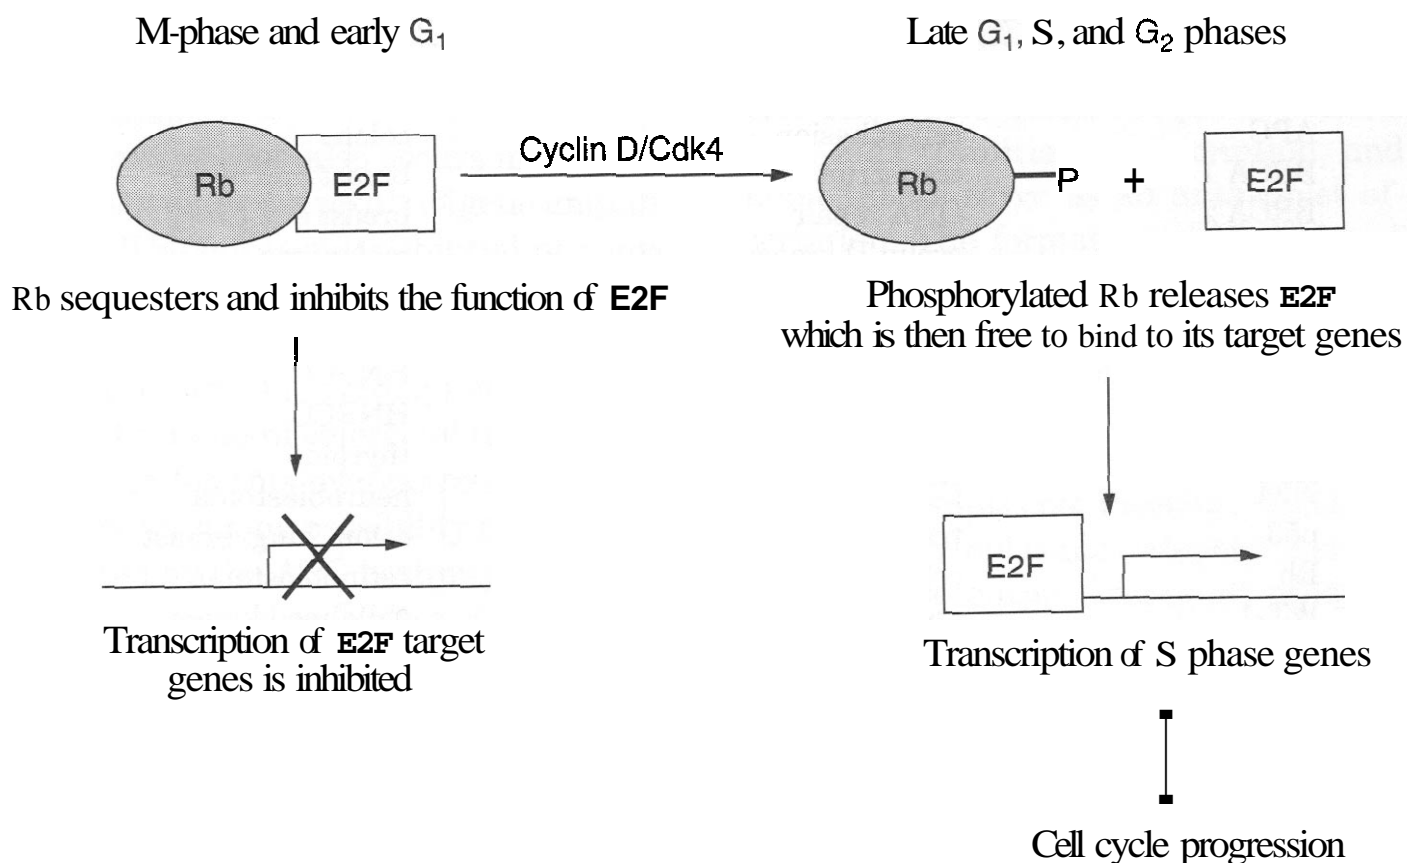 M-phase and early G₁
Late G₁, S, and G₂ phases
Cyclin D/Cdk4
Rb
E2F
Rb
P
+
E2F
Rb sequesters and inhibits the function of E2F
Phosphorylated Rb releases E2F
which is then free to bind to its target genes
E2F
Transcription of E2F target
genes is inhibited
Transcription of S phase genes
Cell cycle progression